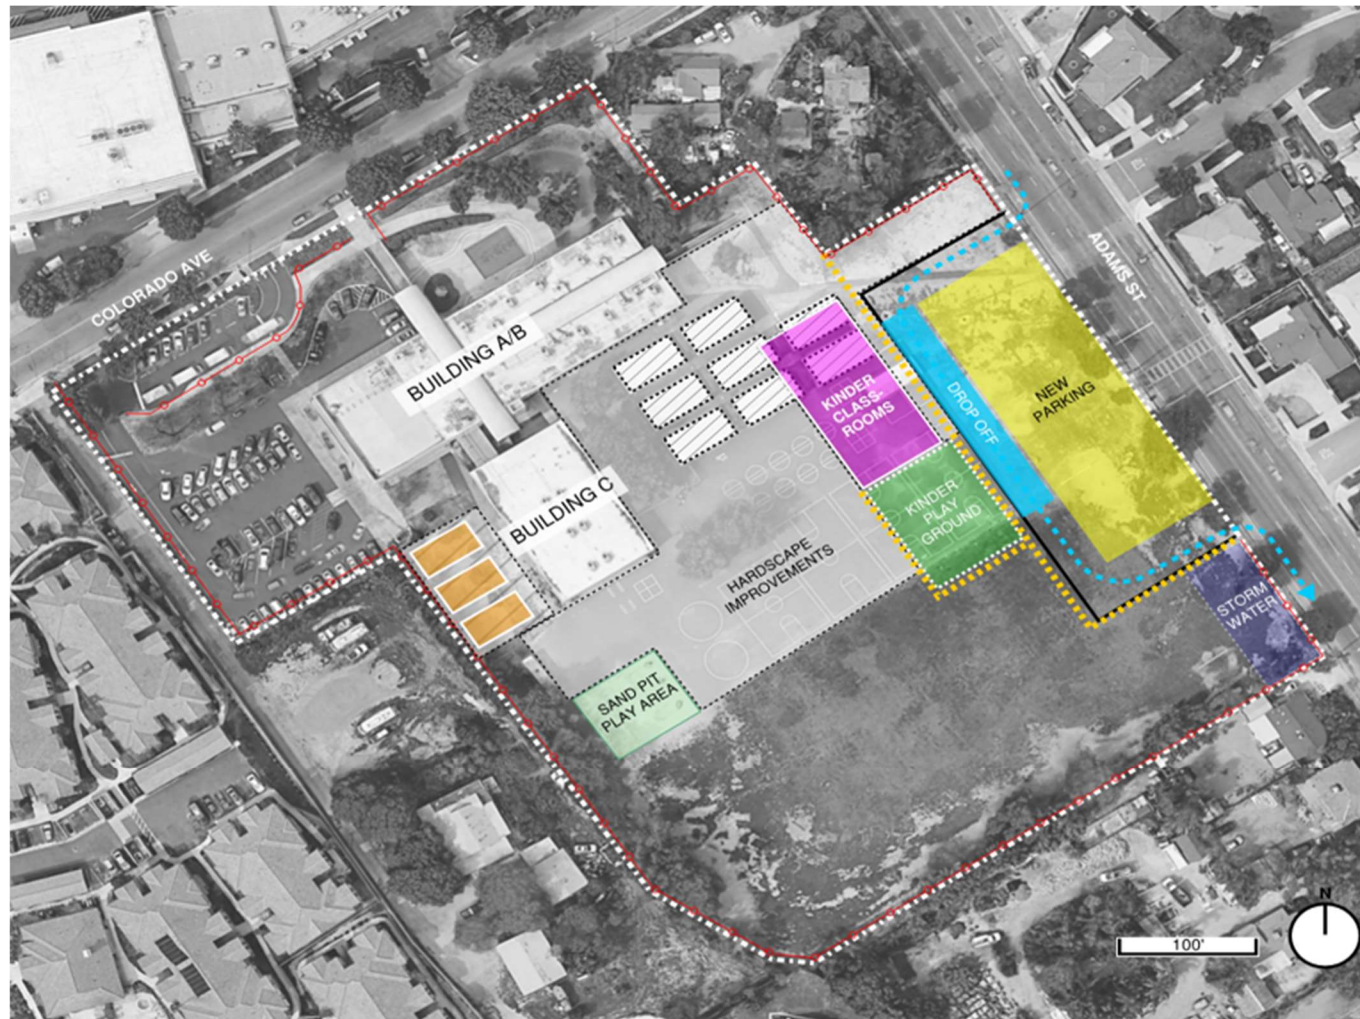 COLORADO AVE
ADAMS ST
BUILDING A/B
KINDER
CLASS-
ROOMS
DROP OFF
NEW
PARKING
BUILDING C
KINDER
PLAY
GROUND
HARDSCAPE
IMPROVEMENTS
STORM
WATER
SAND PIT
PLAY AREA
N
100'